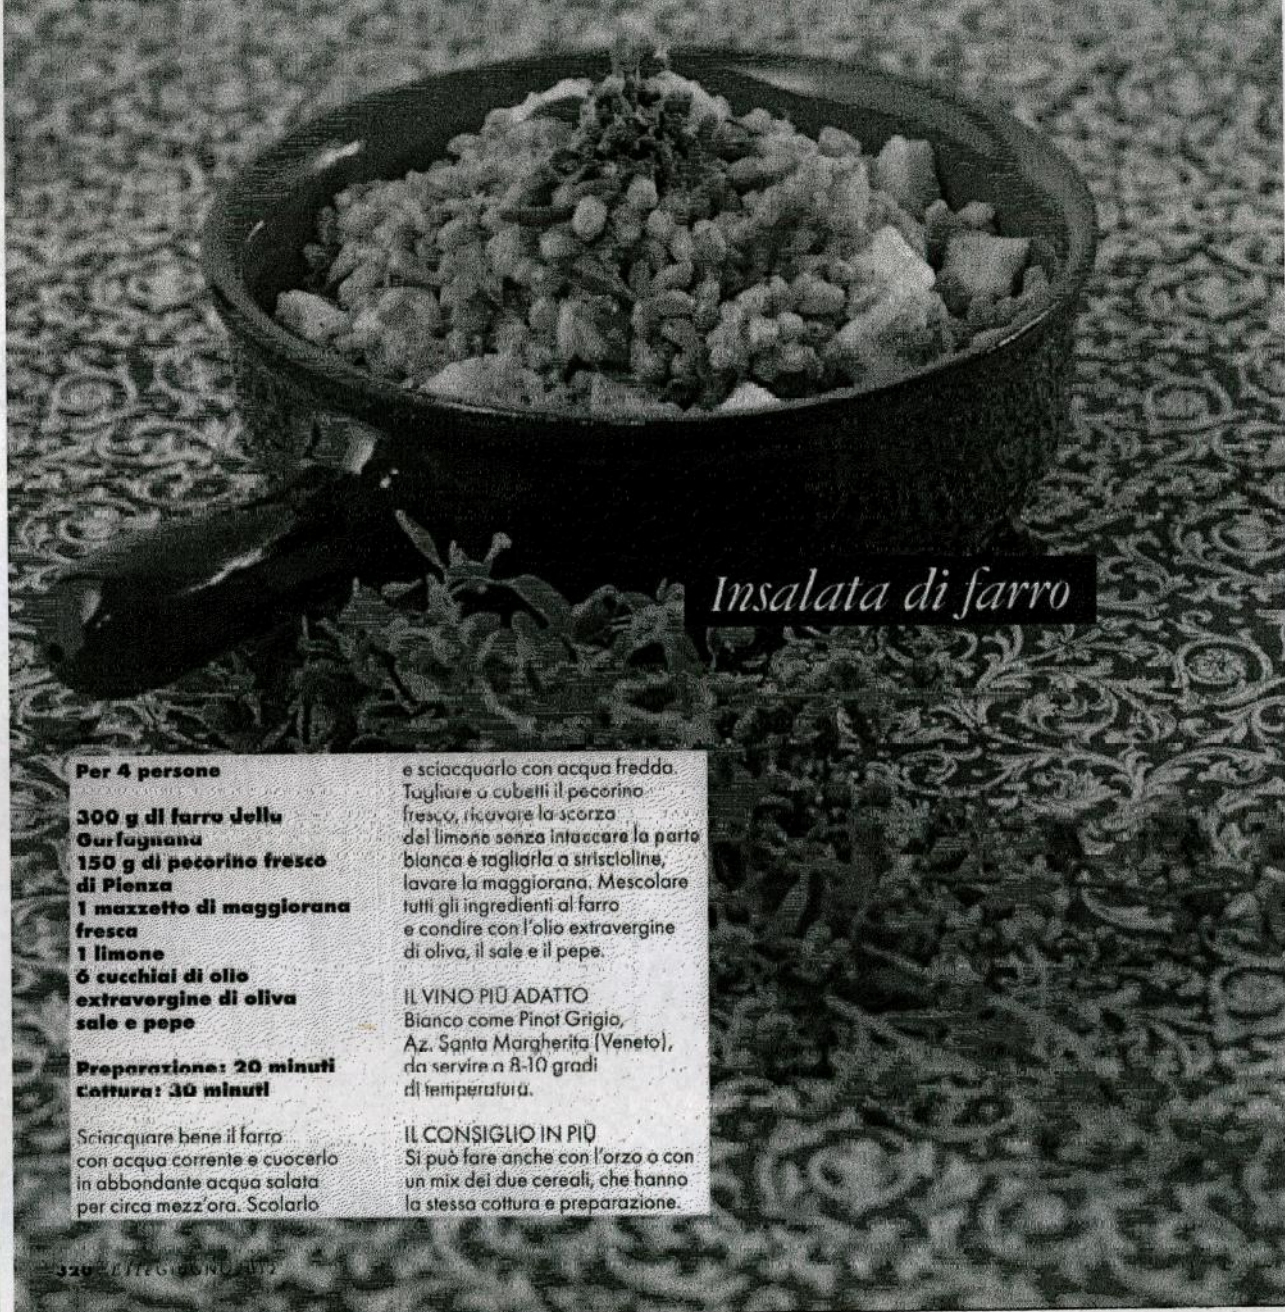 Insalata di farro
Per 4 persone
300 g di farro della
Garfagnana
150 g di pecorino fresco
di Pienza
1 mazzetto di maggiorana
fresca
1 limone
6 cucchiai di olio
extravergine di oliva
sale e pepe
Preparazione: 20 minuti
Cottura: 30 minuti
Sciacquare bene il farro
con acqua corrente e cuocerlo
in abbondante acqua salata
per circa mezz'ora. Scolarlo
e sciacquarlo con acqua fredda.
Tagliare a cubetti il pecorino
fresco, ricavare la scorza
del limone senza intaccare la parte
bianca e tagliarla a striscioline,
lavare la maggiorana. Mescolare
tutti gli ingredienti al farro
e condire con l'olio extravergine
di oliva, il sale e il pepe.
IL VINO PIÙ ADATTO
Bianco come Pinot Grigio,
Az. Santa Margherita (Veneto),
da servire a 8-10 gradi
di temperatura.
IL CONSIGLIO IN PIÙ
Si può fare anche con l'orzo o con
un mix dei due cereali, che hanno
la stessa cottura e preparazione.
320